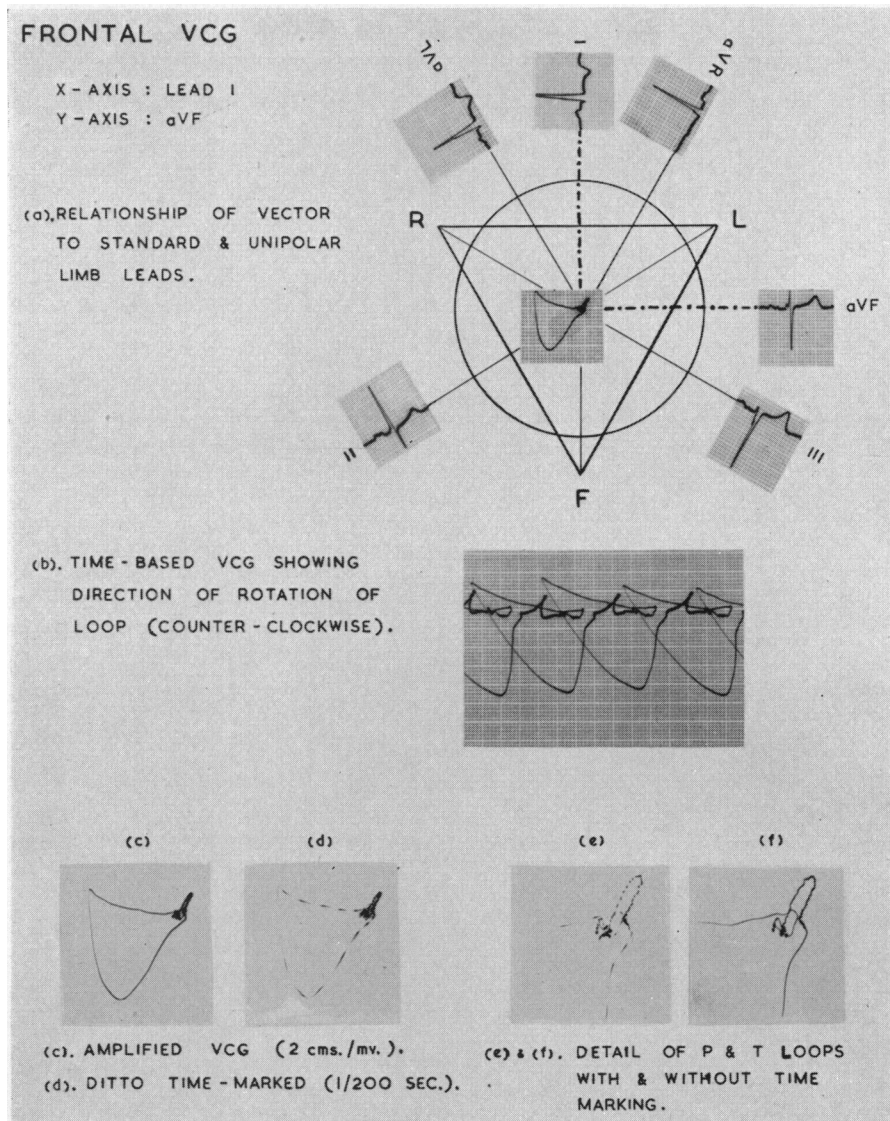 FRONTAL VCG
X-AXIS : LEAD I
Y-AXIS : aVF
(a). RELATIONSHIP OF VECTOR
TO STANDARD & UNIPOLAR
LIMB LEADS.
aVL
I
aVR
R
L
aVF
II
III
F
(b). TIME-BASED VCG SHOWING
DIRECTION OF ROTATION OF
LOOP (COUNTER-CLOCKWISE).
(c)
(d)
(e)
(f)
(c). AMPLIFIED VCG (2 cms./mv.).
(d). DITTO TIME-MARKED (1/200 SEC.).
(e) & (f). DETAIL OF P & T LOOPS
WITH & WITHOUT TIME
MARKING.